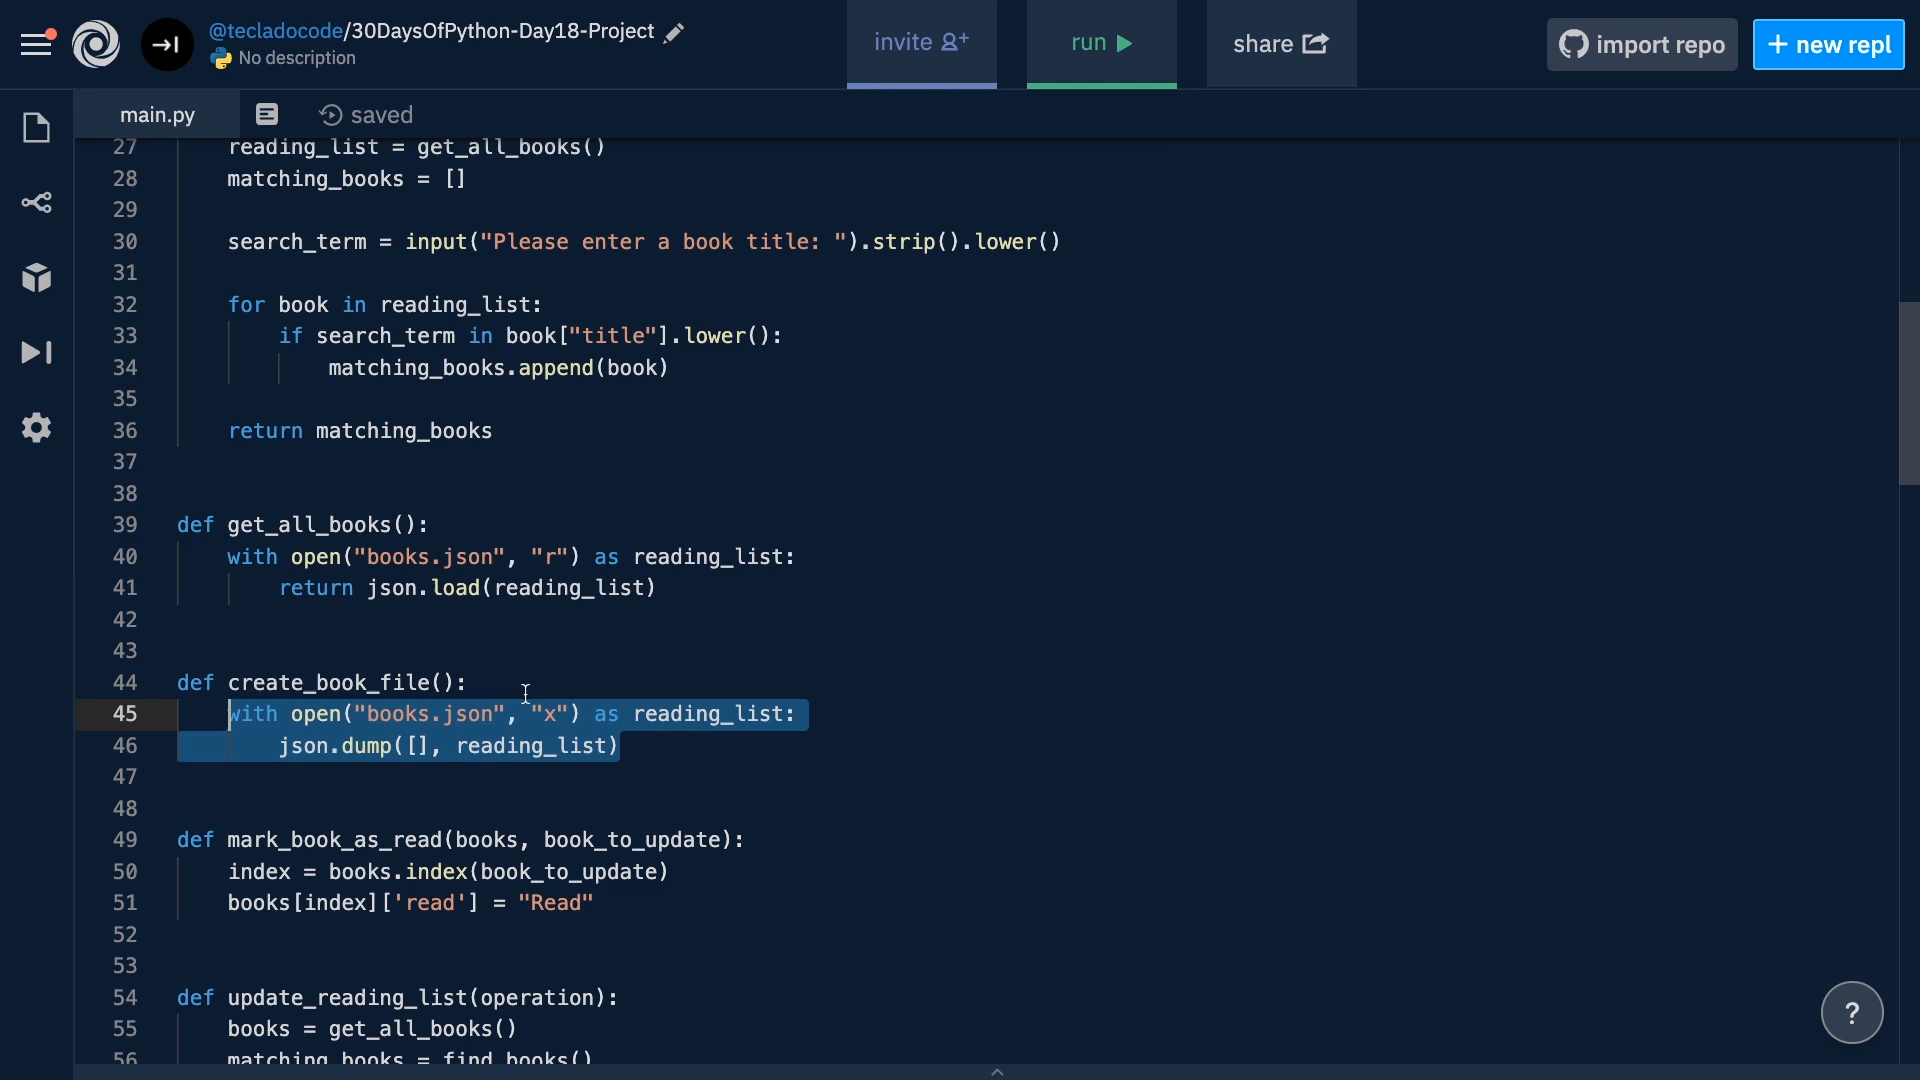 @tecladocode/30DaysOfPython-Day18-Project
No description
invite
run
share
import repo
+ new repl
main.py
saved
27 reading_list = get_all_books()
28 matching_books = []
29
30 search_term = input("Please enter a book title: ").strip().lower()
31
32 for book in reading_list:
33 if search_term in book["title"].lower():
34 matching_books.append(book)
35
36 return matching_books
37
38
39 def get_all_books():
40 with open("books.json", "r") as reading_list:
41 return json.load(reading_list)
42
43
44 def create_book_file():
45 with open("books.json", "x") as reading_list:
46 json.dump([], reading_list)
47
48
49 def mark_book_as_read(books, book_to_update):
50 index = books.index(book_to_update)
51 books[index]['read'] = "Read"
52
53
54 def update_reading_list(operation):
55 books = get_all_books()
56 matching_books = find_books()
?